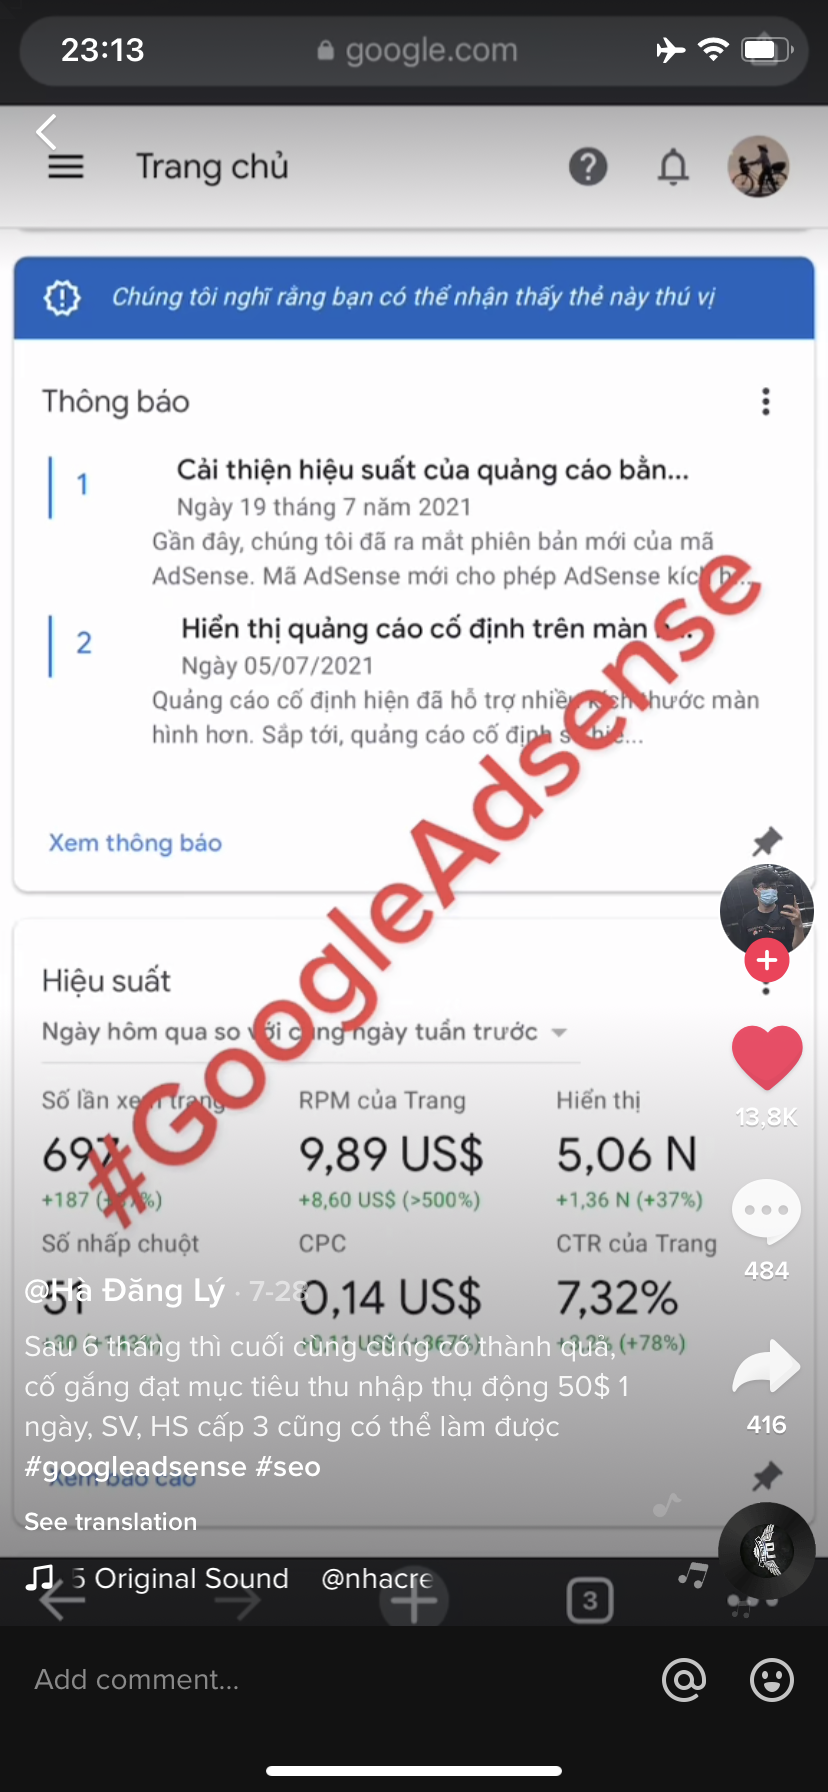 23:13
google.com
Trang chủ
Chúng tôi nghĩ rằng bạn có thể nhận thấy thẻ này thú vị
Thông báo
1
Cải thiện hiệu suất của quảng cáo bằn...
Ngày 19 tháng 7 năm 2021
Gần đây, chúng tôi đã ra mắt phiên bản mới của mã
AdSense. Mã AdSense mới cho phép AdSense kích h...
2
Hiển thị quảng cáo cố định trên màn h...
Ngày 05/07/2021
Quảng cáo cố định hiện đã hỗ trợ nhiều kích thước màn
hình hơn. Sắp tới, quảng cáo cố định sẽ hiể...
Xem thông báo
#GoogleAdsense
Hiệu suất
Ngày hôm qua so với cùng ngày tuần trước
Số lần xem trang
RPM của Trang
Hiển thị
697
9,89 US$
5,06 N
+187
+8,60 US$ (>500%)
+1,36 N (+37%)
13,8K
Số nhấp chuột
CPC
CTR của Trang
484
51
0,14 US$
7,32%
(+78%)
@Hà Đăng Lý · 7-28
Sau 6 tháng thì cuối cùng cũng có thành quả,
cố gắng đạt mục tiêu thu nhập thụ động 50$ 1
ngày, SV, HS cấp 3 cũng có thể làm được
#googleadsense #seo
416
Xem báo cáo
See translation
5 Original Sound @nhacre
3
Add comment...